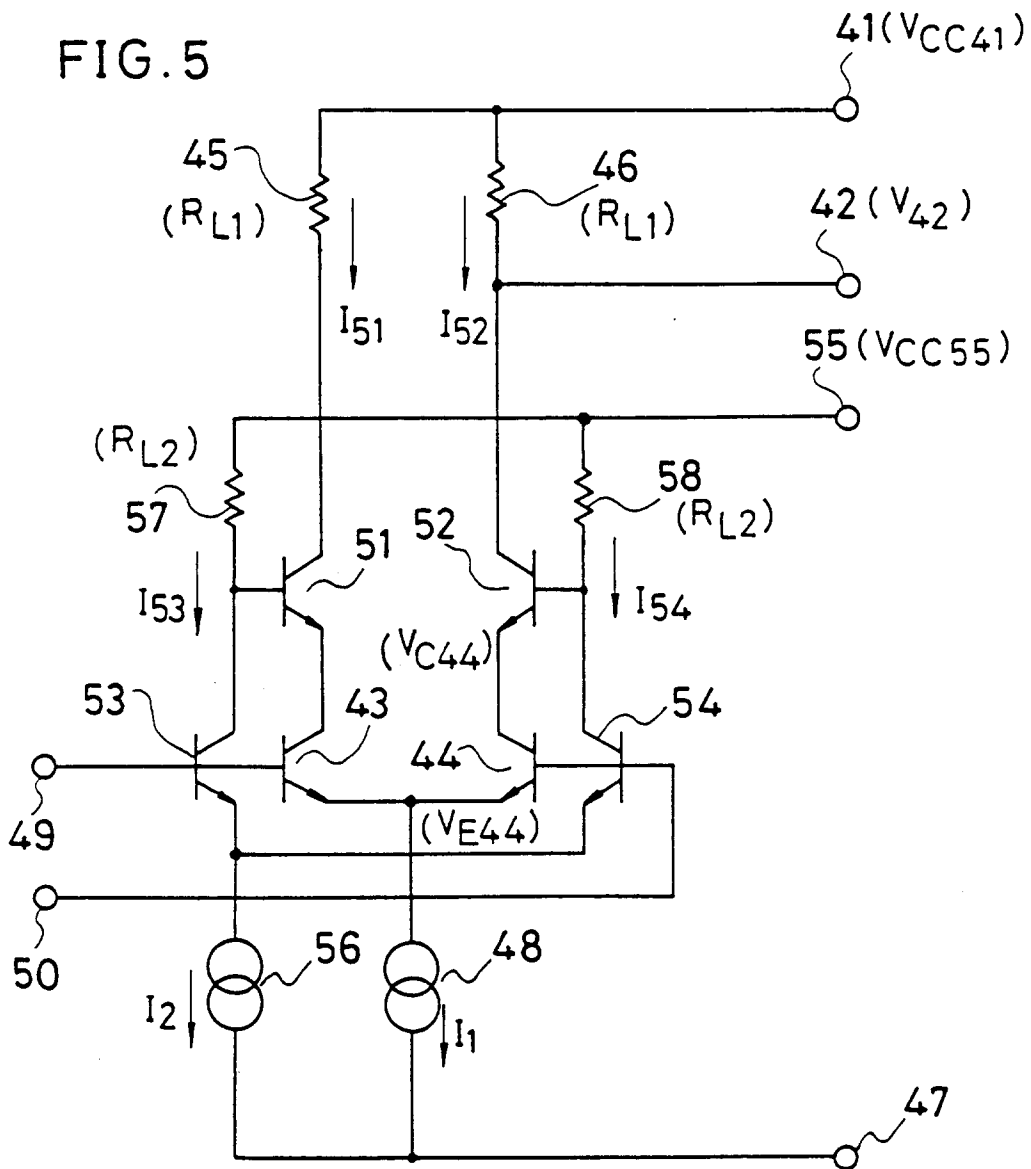 FIG.5
41(VCC41)
45
(RL1)
46
(RL1)
42(V42)
I51
I52
55(VCC55)
(RL2)
57
58
(RL2)
51
52
I53
I54
(VC44)
53
43
44
54
49
(VE44)
50
56
48
I2
I1
47